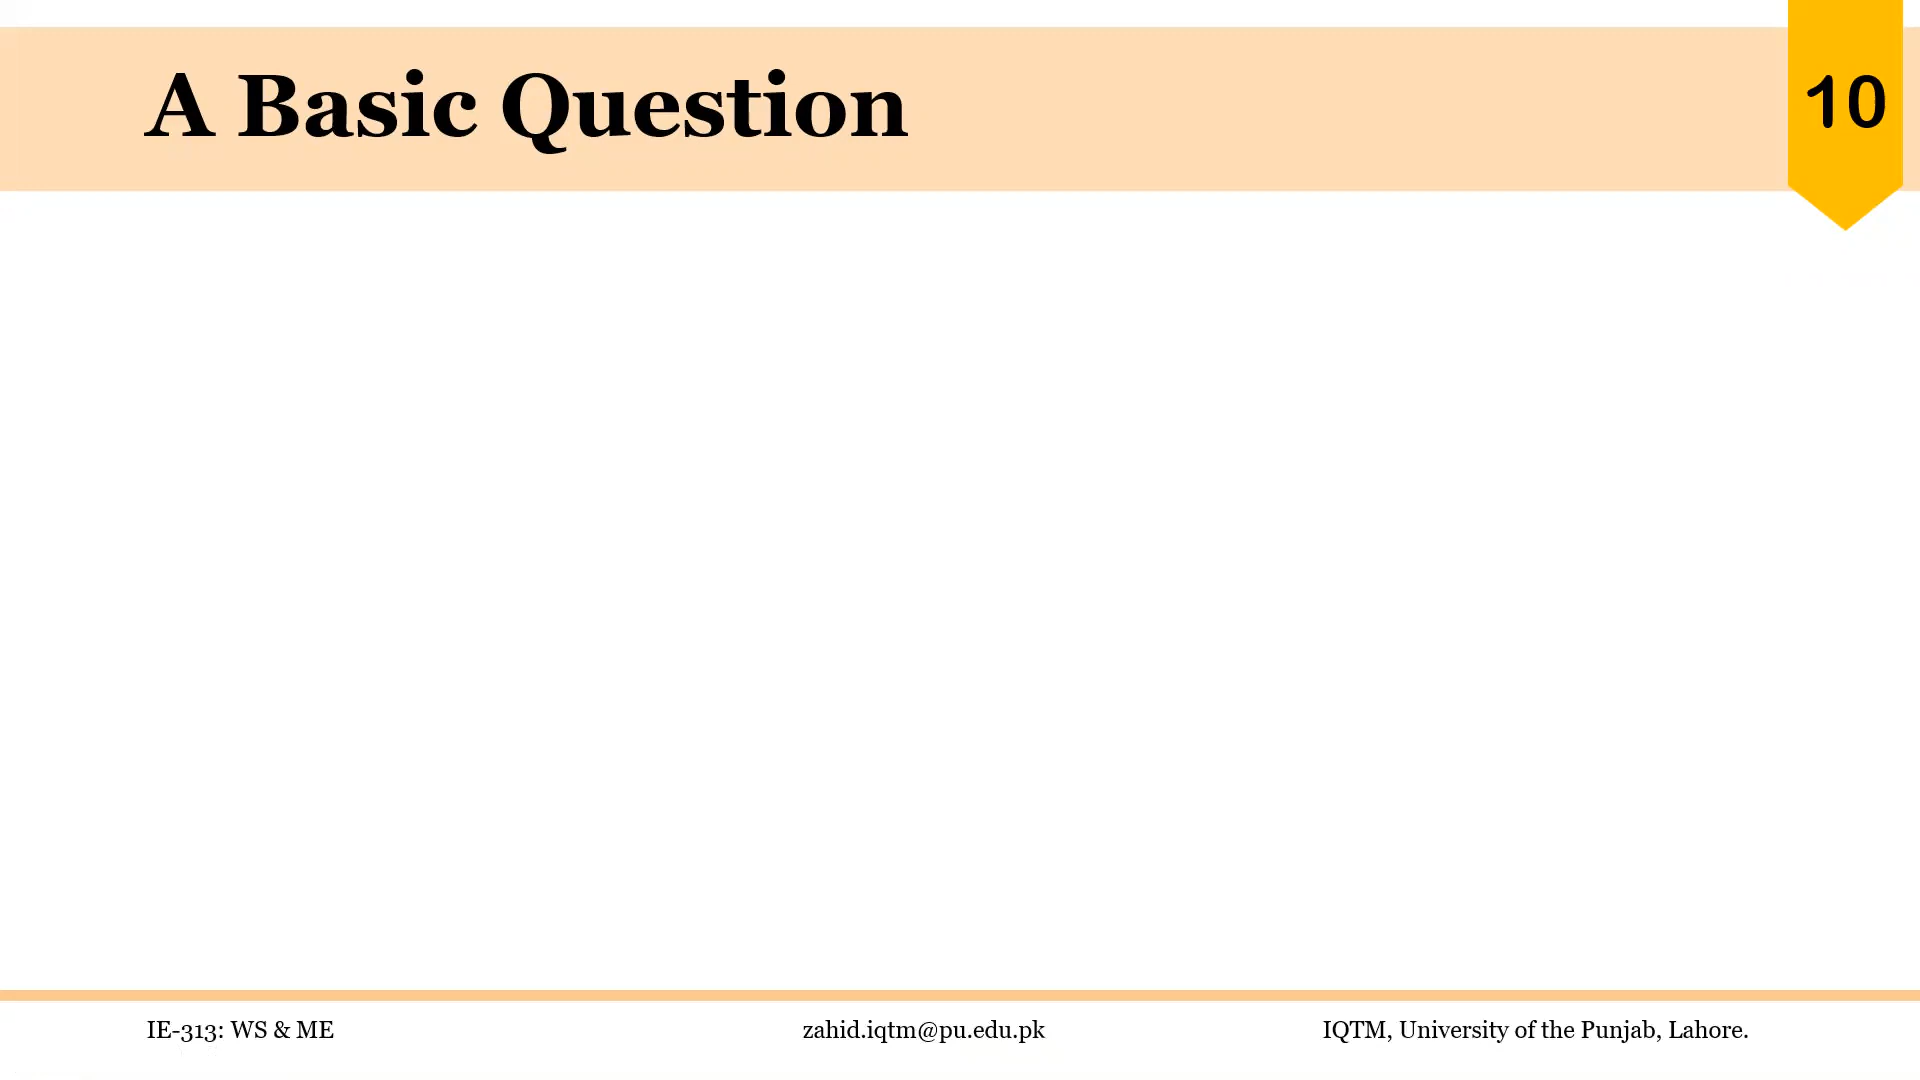 A Basic Question
10
IE-313: WS & ME
zahid.iqtm@pu.edu.pk
IQTM, University of the Punjab, Lahore.